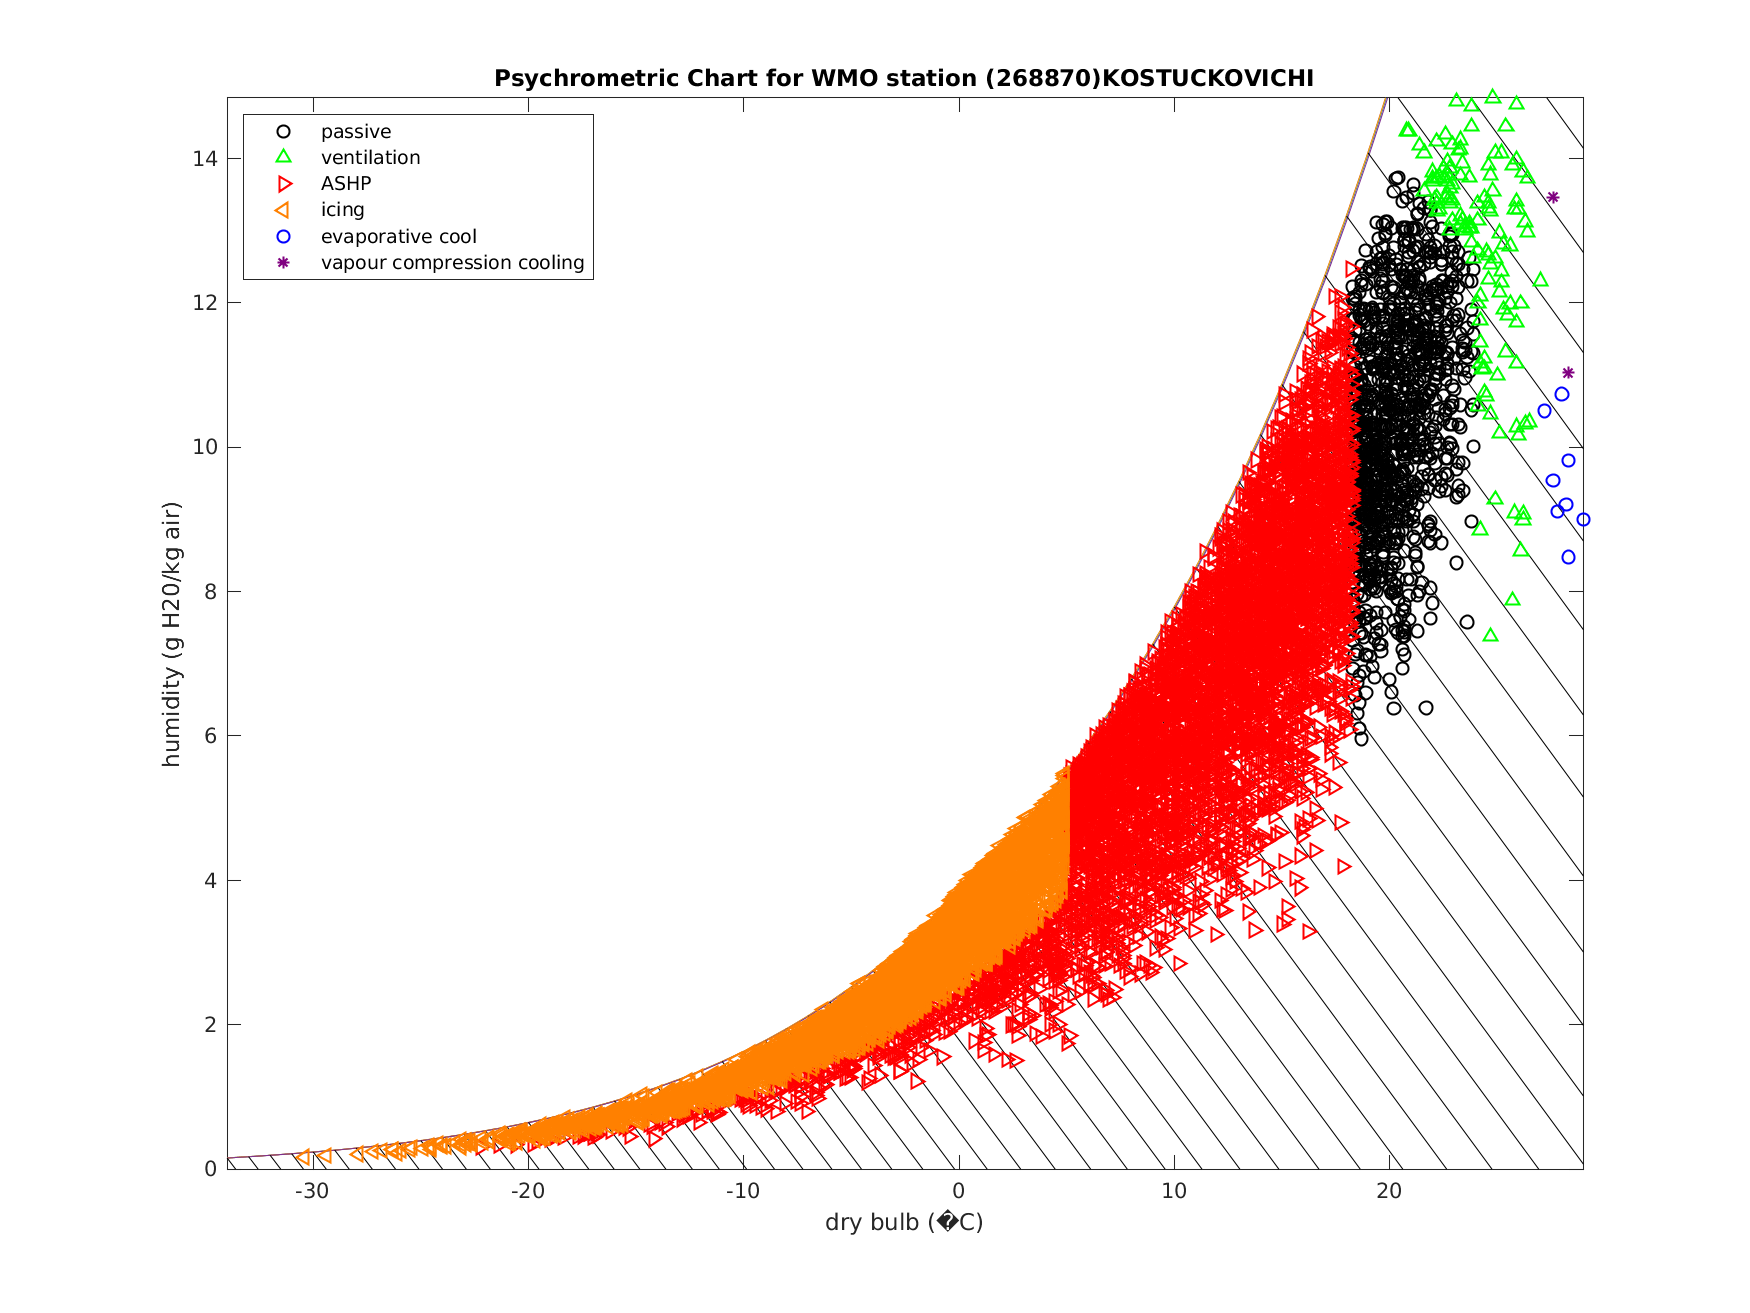 Psychrometric Chart for WMO station (268870)KOSTUCKOVICHI
passive
ventilation
ASHP
icing
evaporative cool
vapour compression cooling
humidity (g H20/kg air)
14
12
10
8
6
4
2
0
-30 -20 -10 0 10 20
dry bulb (�C)